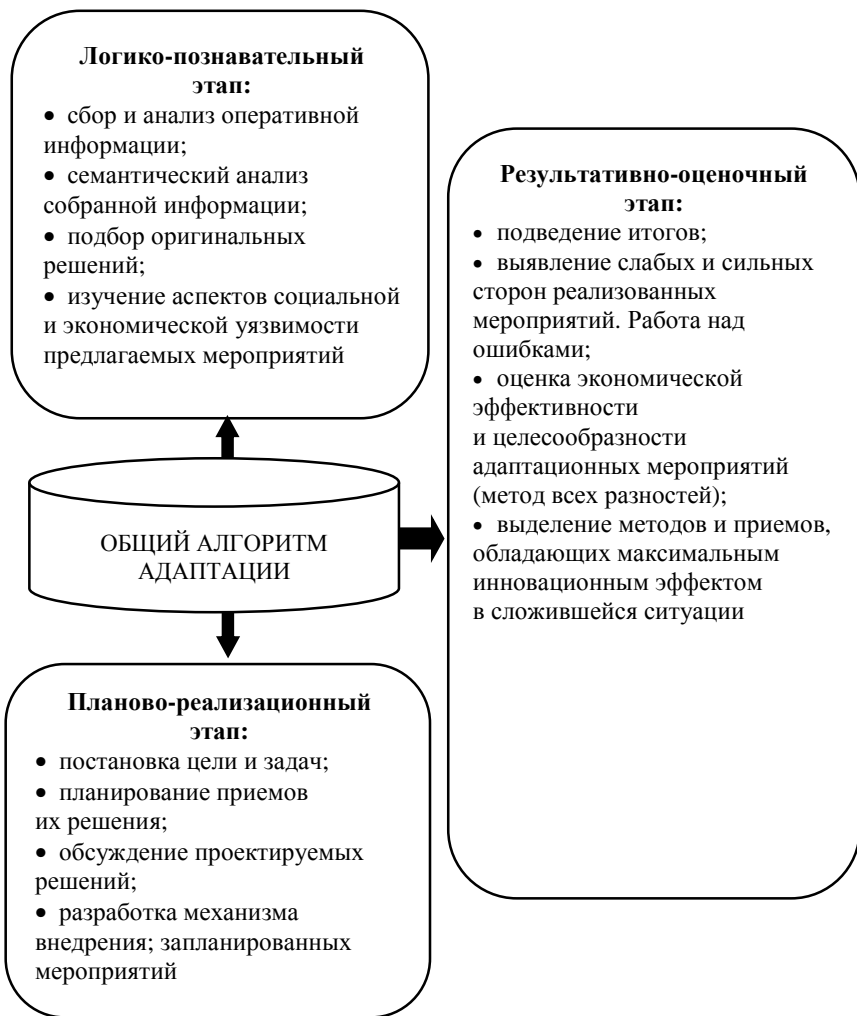 Логико-познавательный
этап:
• сбор и анализ оперативной
информации;
• семантический анализ
собранной информации;
• подбор оригинальных
решений;
• изучение аспектов социальной
и экономической уязвимости
предлагаемых мероприятий
ОБЩИЙ АЛГОРИТМ
АДАПТАЦИИ
Планово-реализационный
этап:
• постановка цели и задач;
• планирование приемов
их решения;
• обсуждение проектируемых
решений;
• разработка механизма
внедрения; запланированных
мероприятий
Результативно-оценочный
этап:
• подведение итогов;
• выявление слабых и сильных
сторон реализованных
мероприятий. Работа над
ошибками;
• оценка экономической
эффективности
и целесообразности
адаптационных мероприятий
(метод всех разностей);
• выделение методов и приемов,
обладающих максимальным
инновационным эффектом
в сложившейся ситуации